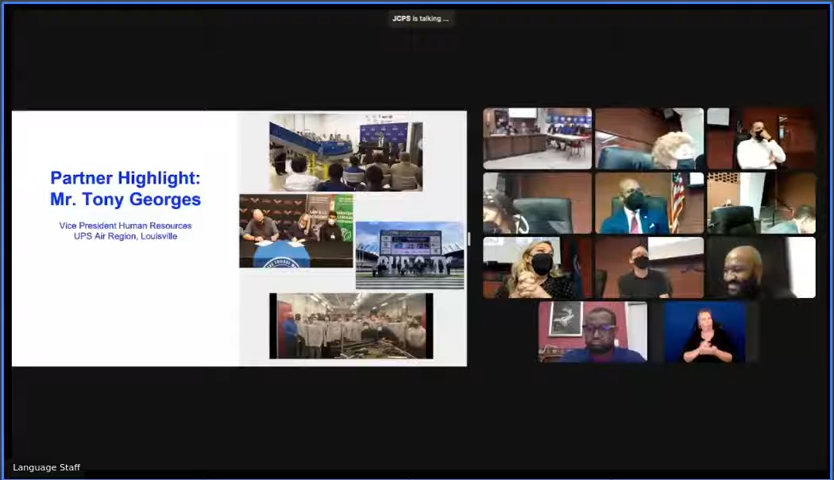 JCPS is talking ...
Partner Highlight:
Mr. Tony Georges
Vice President Human Resources
UPS Air Region, Louisville
Language Staff